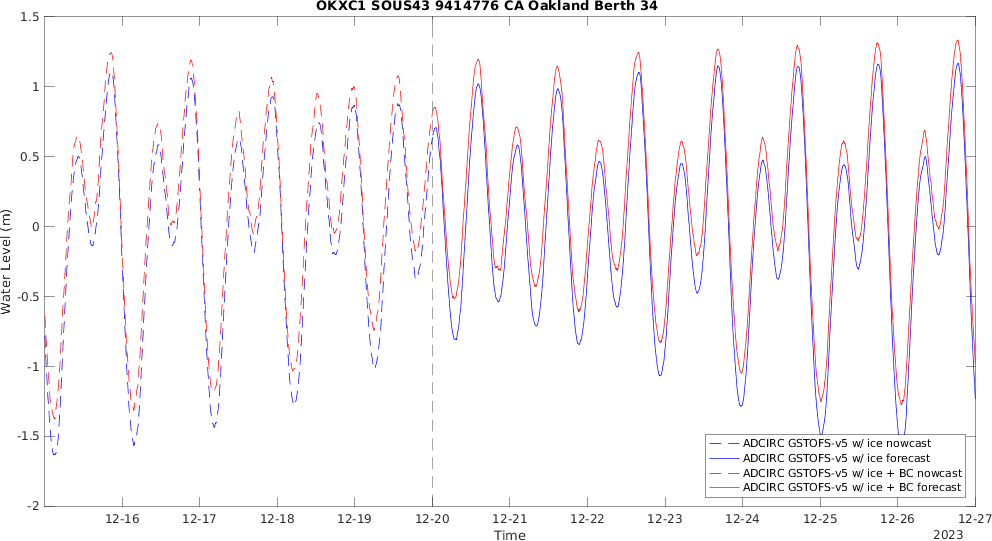 OKXC1 SOUS43 9414776 CA Oakland Berth 34
1.5
1
0.5
0
-0.5
-1
-1.5
-2
Water Level (m)
12-16 12-17 12-18 12-19 12-20 12-21 12-22 12-23 12-24 12-25 12-26 12-27
Time
2023
ADCIRC GSTOFS-v5 w/ ice nowcast
ADCIRC GSTOFS-v5 w/ ice forecast
ADCIRC GSTOFS-v5 w/ ice + BC nowcast
ADCIRC GSTOFS-v5 w/ ice + BC forecast